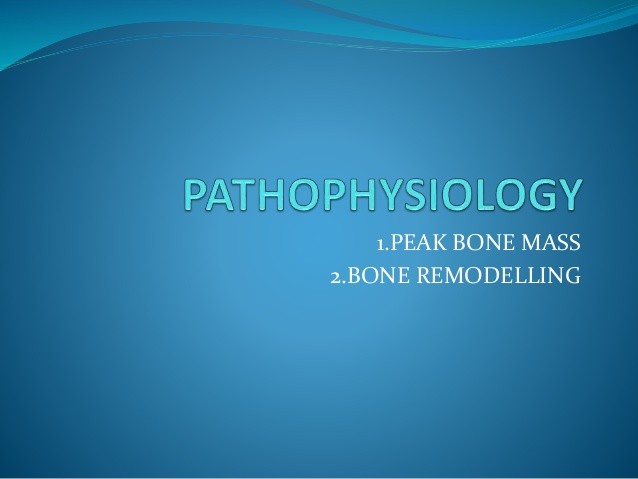 PATHOPHYSIOLOGY
1.PEAK BONE MASS
2.BONE REMODELLING